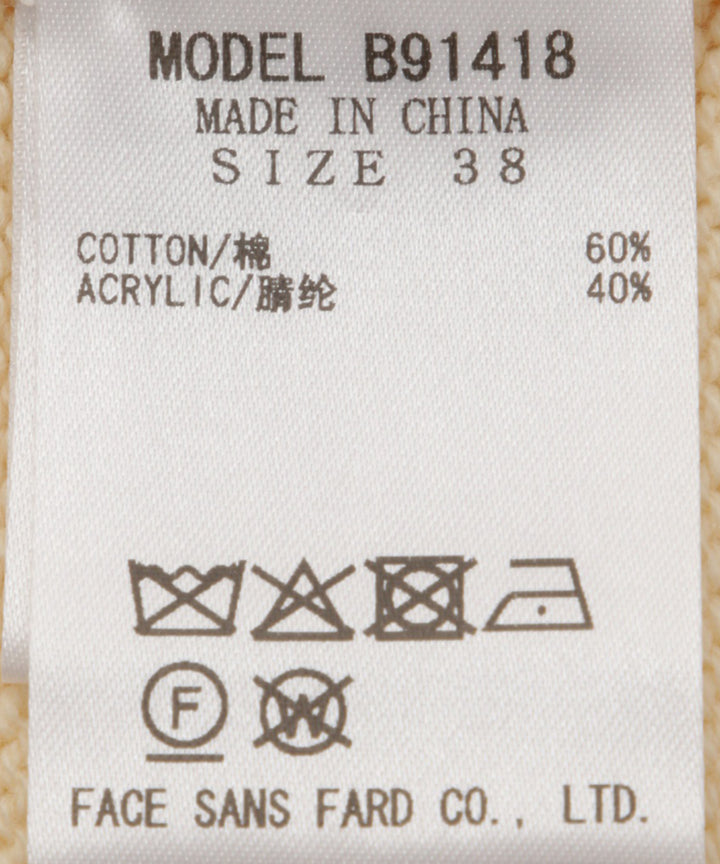 MODEL B91418
MADE IN CHINA
SIZE 38
COTTON/棉 60%
ACRYLIC/腈纶 40%
F
W
FACE SANS FARD CO., LTD.